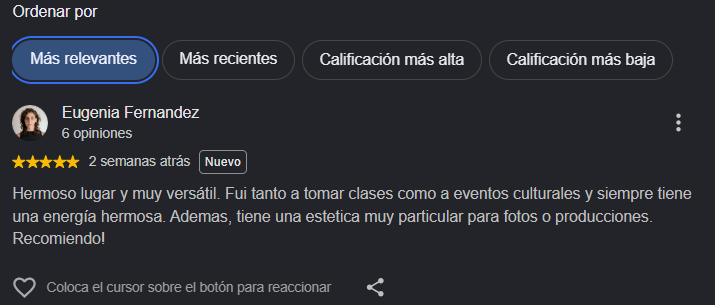 Ordenar por
Más relevantes
Más recientes
Calificación más alta
Calificación más baja
Eugenia Fernandez
6 opiniones
2 semanas atrás Nuevo
Hermoso lugar y muy versátil. Fui tanto a tomar clases como a eventos culturales y siempre tiene
una energía hermosa. Ademas, tiene una estetica muy particular para fotos o producciones.
Recomiendo!
Coloca el cursor sobre el botón para reaccionar